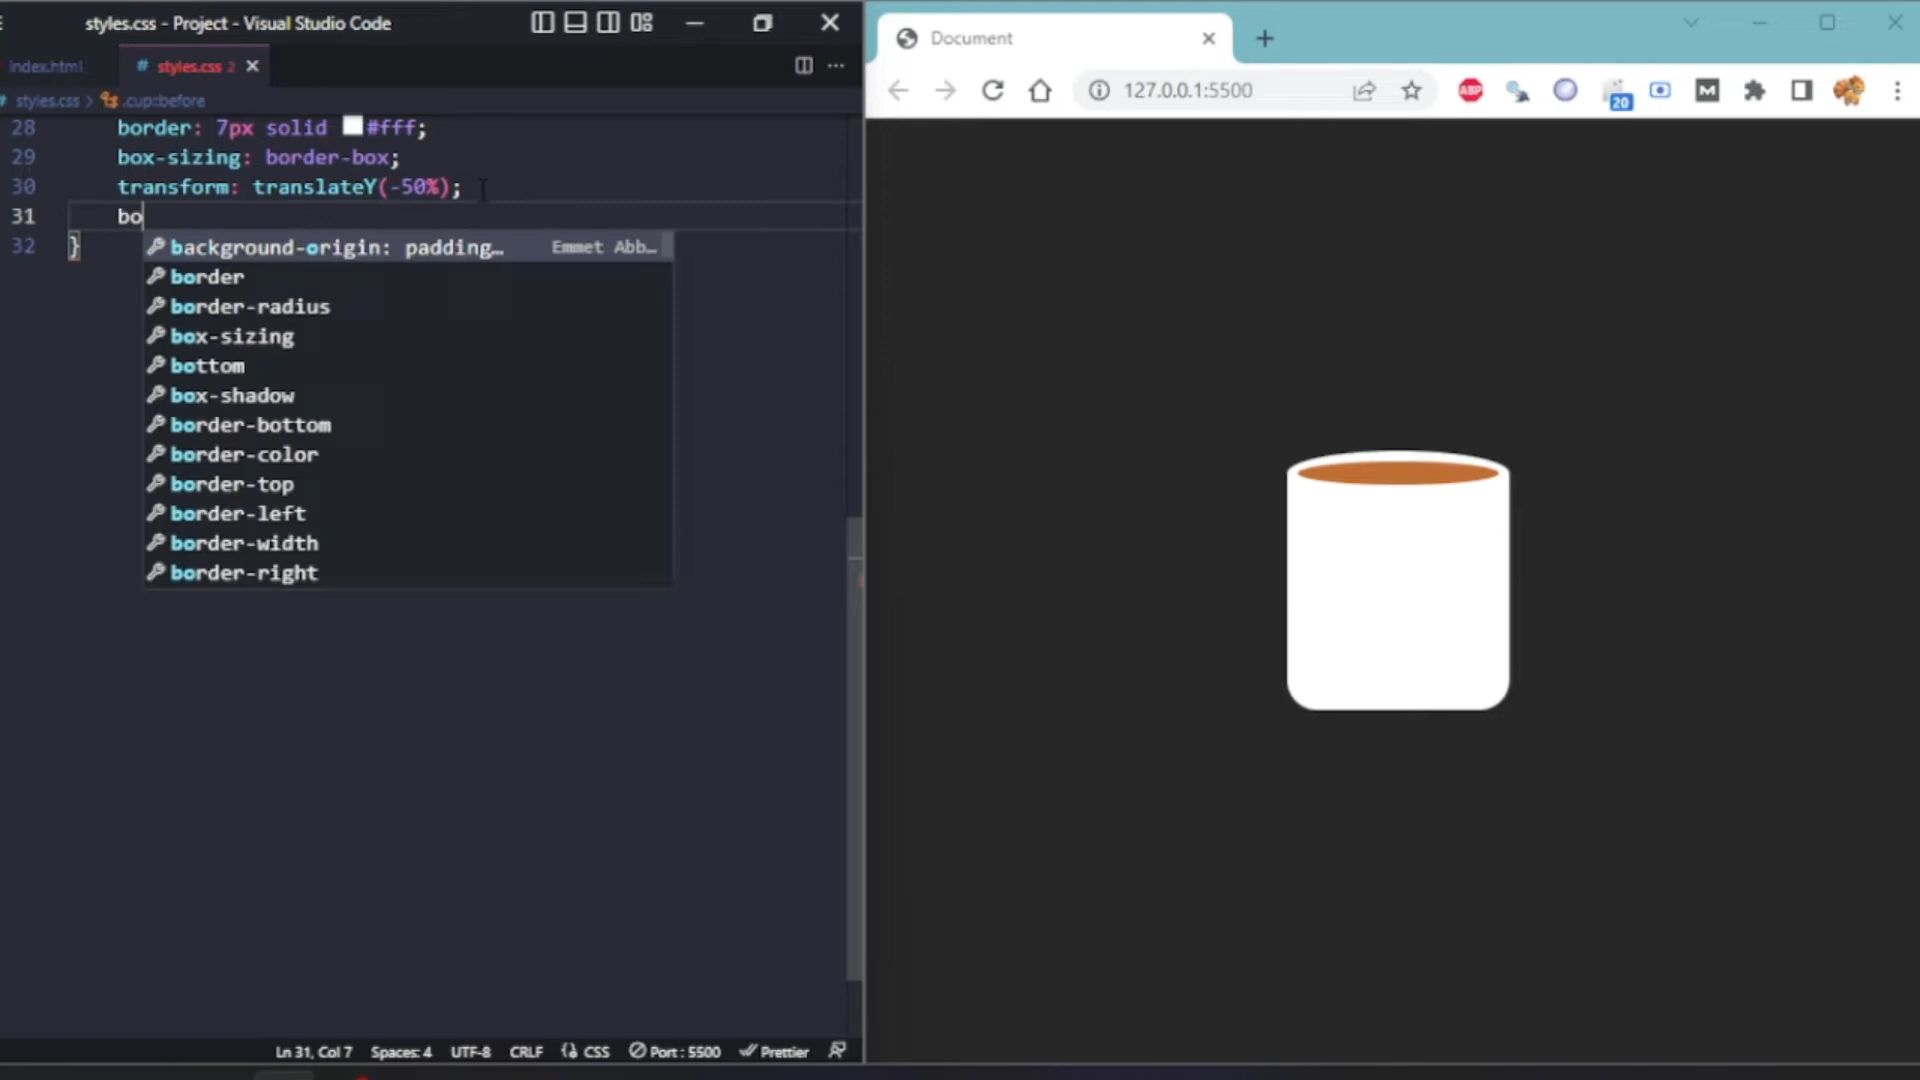 styles.css - Project - Visual Studio Code
index.html
# styles.css 2
# styles.css > .cup::before
28 border: 7px solid #fff;
29 box-sizing: border-box;
30 transform: translateY(-50%);
31 bo
32 }
background-origin: padding… Emmet Abb…
border
border-radius
box-sizing
bottom
box-shadow
border-bottom
border-color
border-top
border-left
border-width
border-right
Ln 31, Col 7 Spaces: 4 UTF-8 CRLF CSS Port : 5500 Prettier
Document
127.0.0.1:5500
ABP
20
M